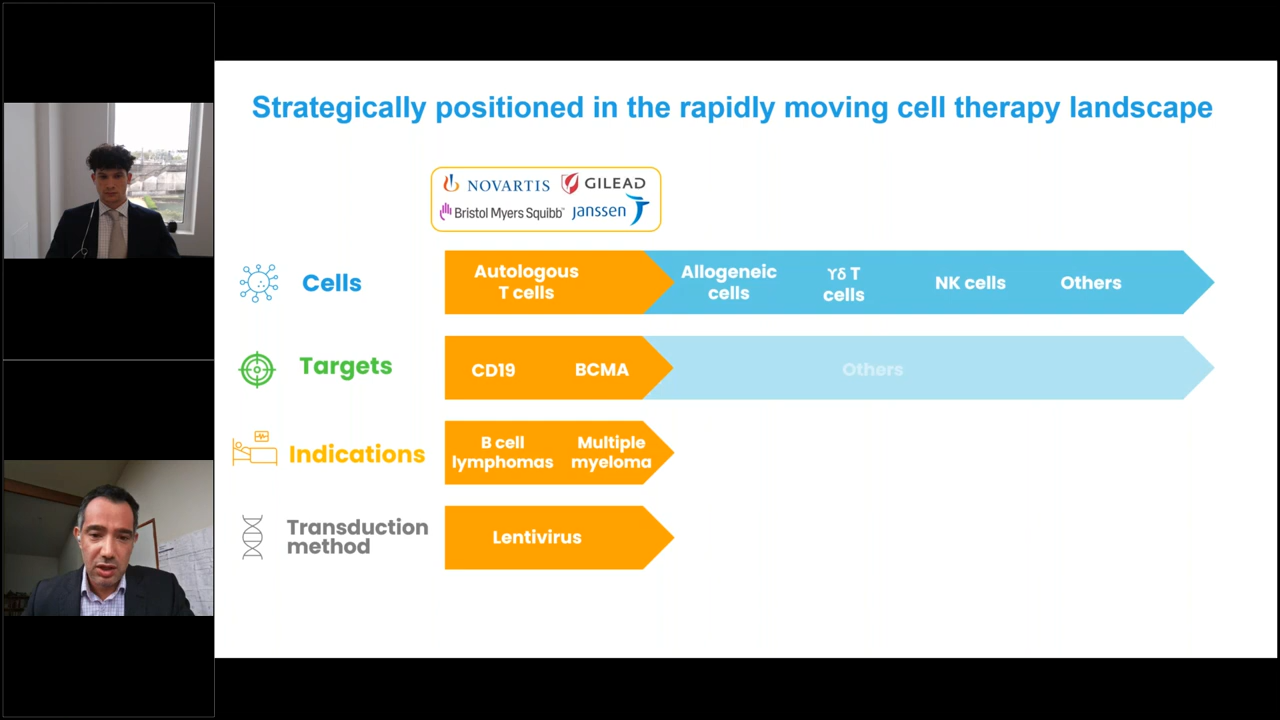 Strategically positioned in the rapidly moving cell therapy landscape
NOVARTIS GILEAD
Bristol Myers Squibb™ janssen
Cells
Autologous
T cells
Allogeneic
cells
γδ T
cells
NK cells
Others
Targets
CD19
BCMA
Others
Indications
B cell
lymphomas
Multiple
myeloma
Transduction
method
Lentivirus